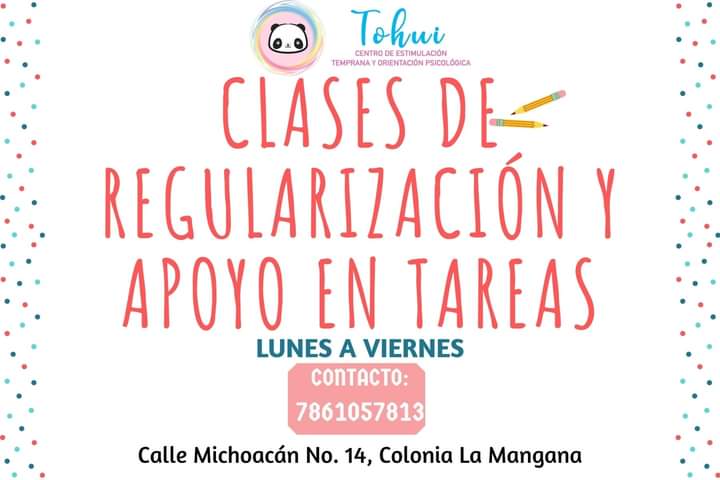 Tohui
CENTRO DE ESTIMULACIÓN
TEMPRANA Y ORIENTACIÓN PSICOLÓGICA
CLASES DE
REGULARIZACIÓN Y
APOYO EN TAREAS
LUNES A VIERNES
CONTACTO:
7861057813
Calle Michoacán No. 14, Colonia La Mangana